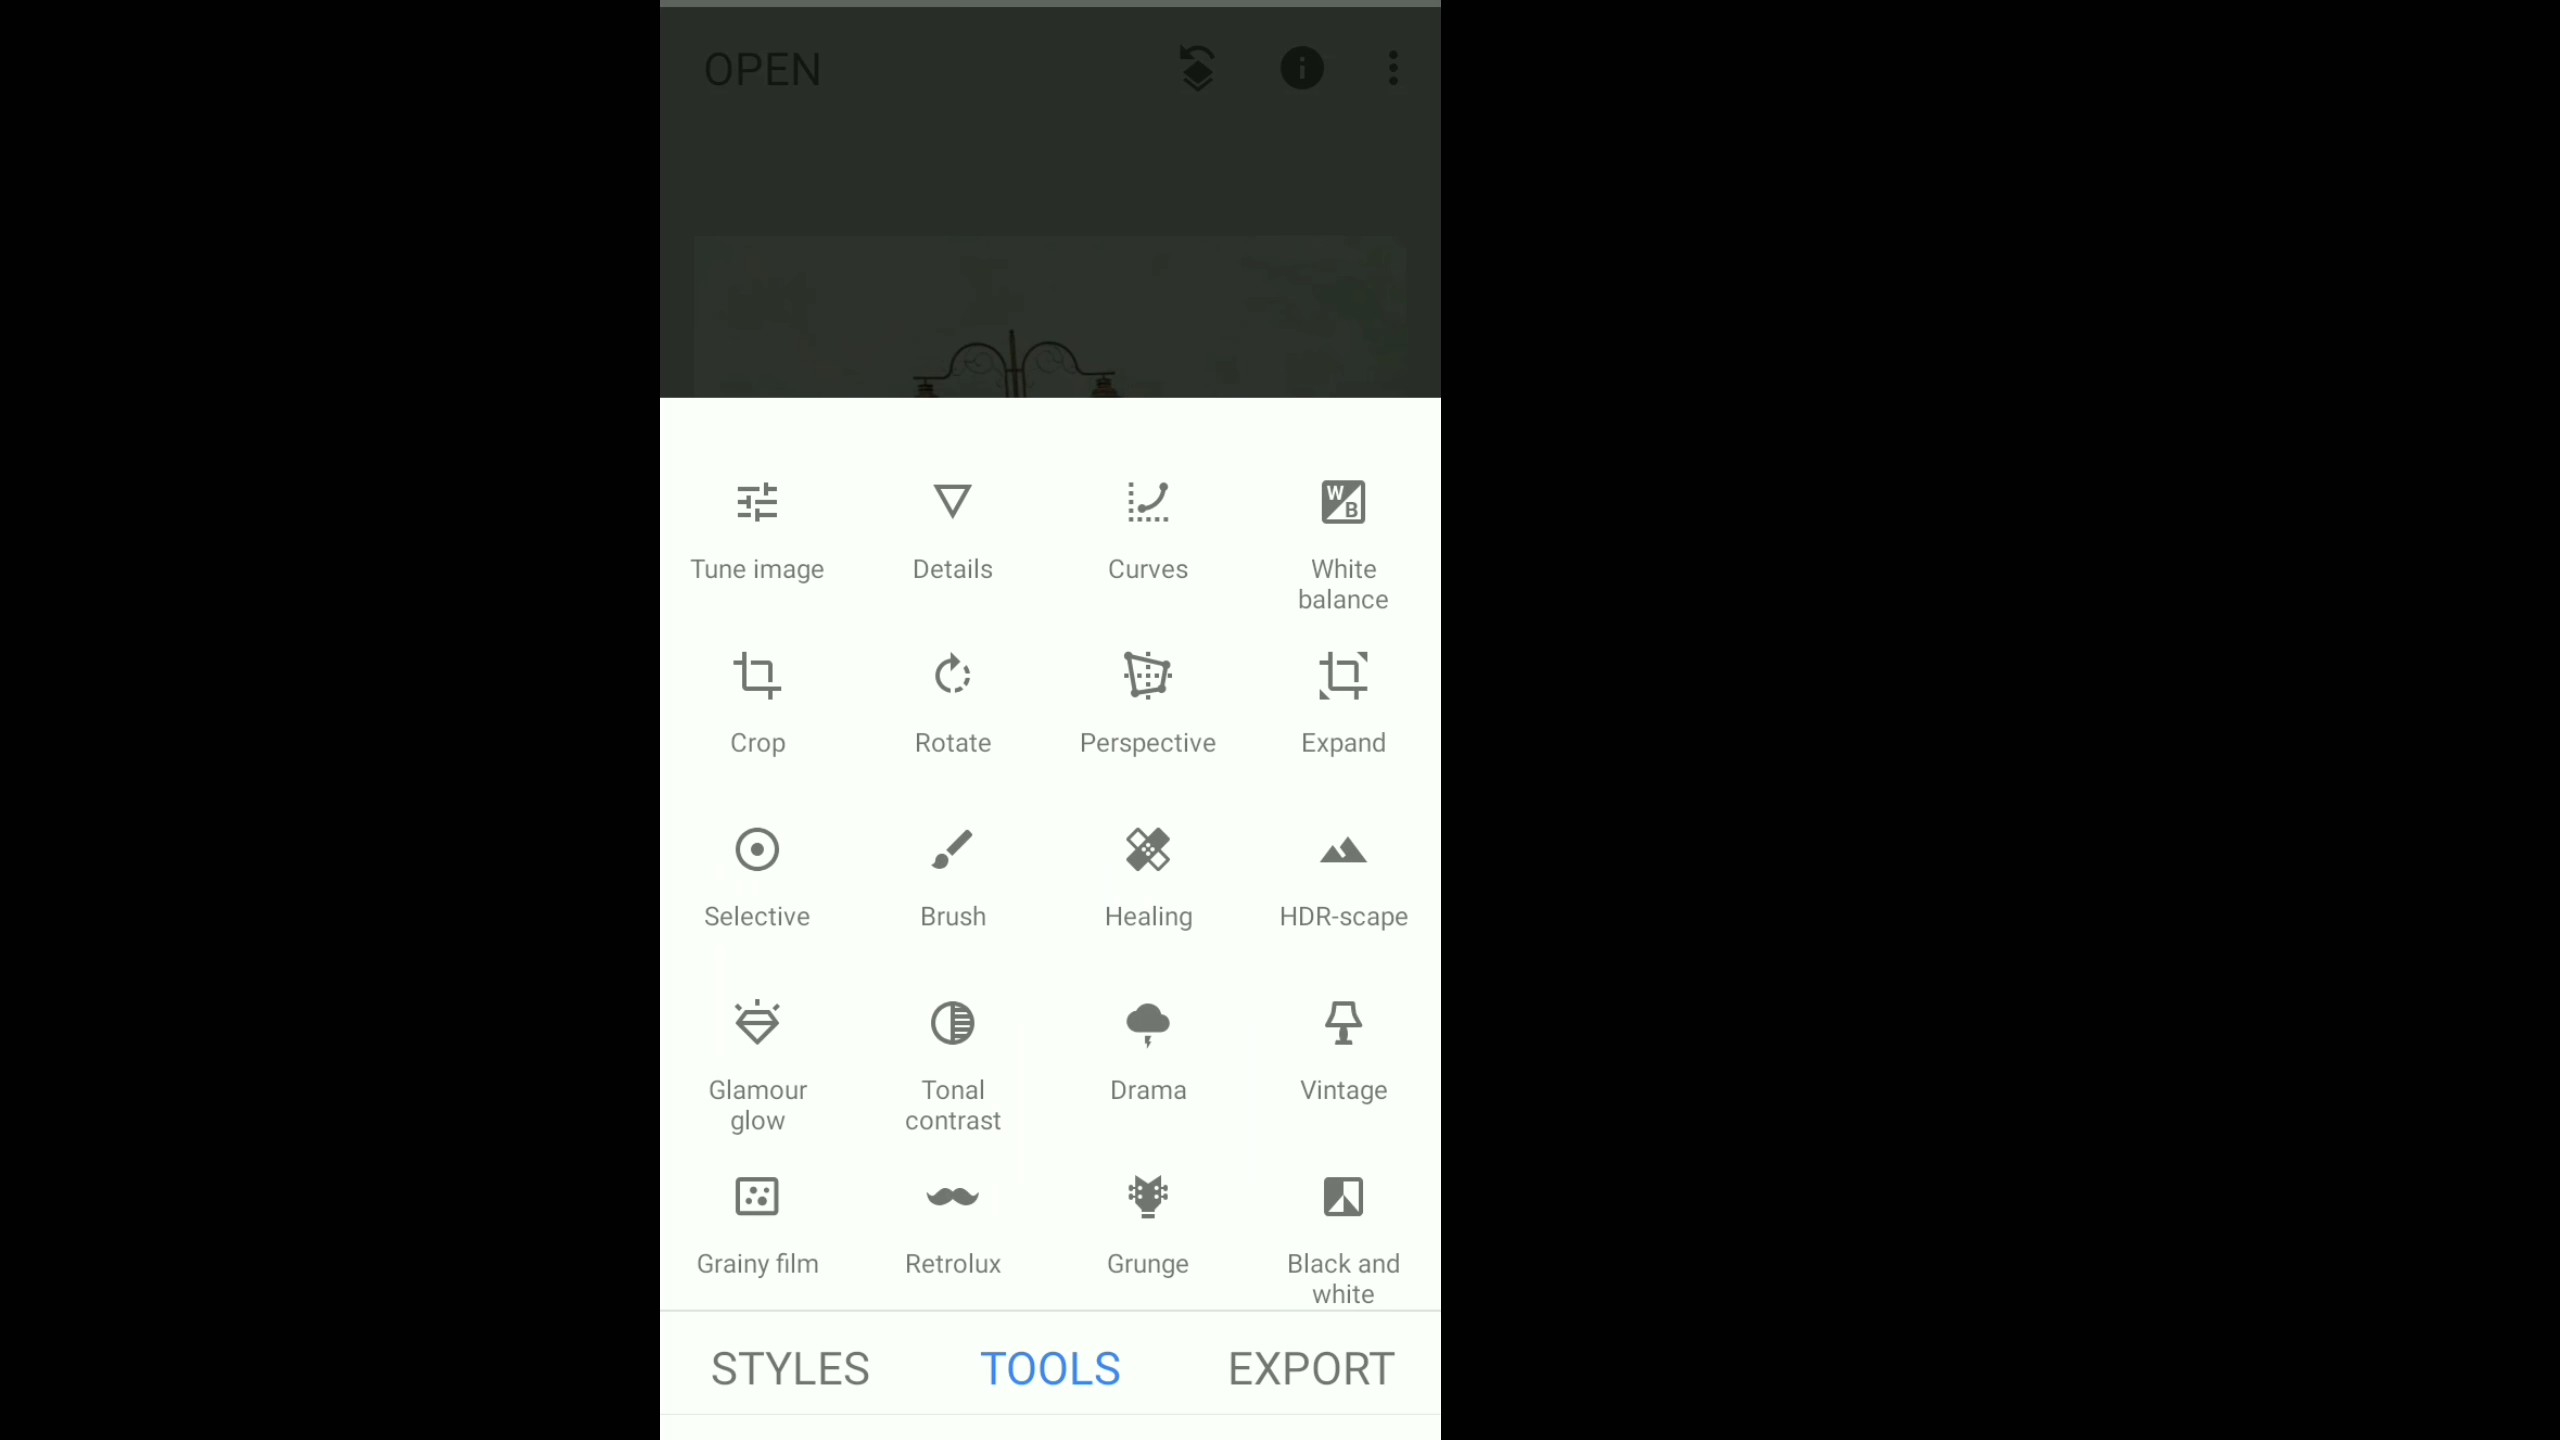 OPEN
Tune image
Details
Curves
White
balance
Crop
Rotate
Perspective
Expand
Selective
Brush
Healing
HDR-scape
Glamour
glow
Tonal
contrast
Drama
Vintage
Grainy film
Retrolux
Grunge
Black and
white
STYLES
TOOLS
EXPORT